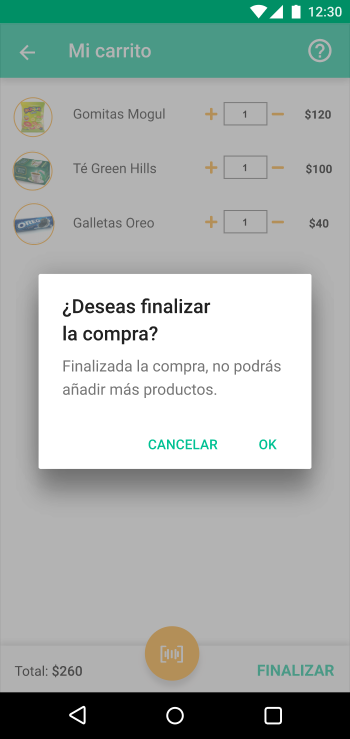 12:30
Mi carrito
Gomitas Mogul + 1 − $120
Té Green Hills + 1 − $100
OREO
Galletas Oreo + 1 − $40
¿Deseas finalizar
la compra?
Finalizada la compra, no podrás
añadir más productos.
CANCELAR OK
Total: $260 FINALIZAR